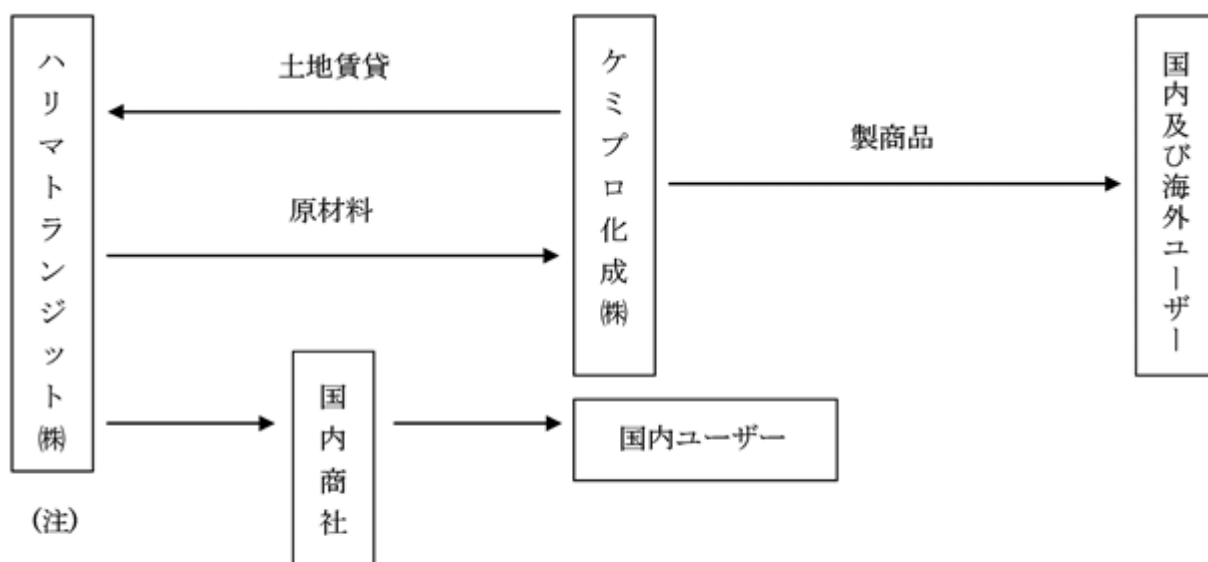 ハリマトランジット㈱
土地賃貸
原材料
ケミプロ化成㈱
製商品
国内及び海外ユーザー
国内商社
国内ユーザー
(注)